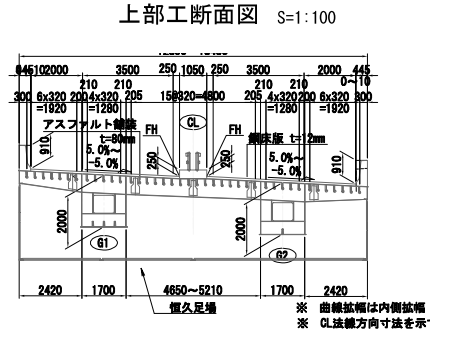 上部工断面図 S=1:100
2000 3500 250 1050 250 3500 2000 445
0~10
210 210 210 210
300 6x320 200 4x320 205 205 4x320 200 6x320 300
=1920 =1280 =1280 =1920
アスファルト舗装 FH CL FH 鋼床版 t=12mm
t=80mm
910 5.0%~ 250 250 5.0%~ 910
-5.0% -5.0%
2000 2000
G1 G2
2420 1700 4650~5210 1700 2420
恒久足場
※ 曲線拡幅は内側拡幅
※ CL法線方向寸法を示